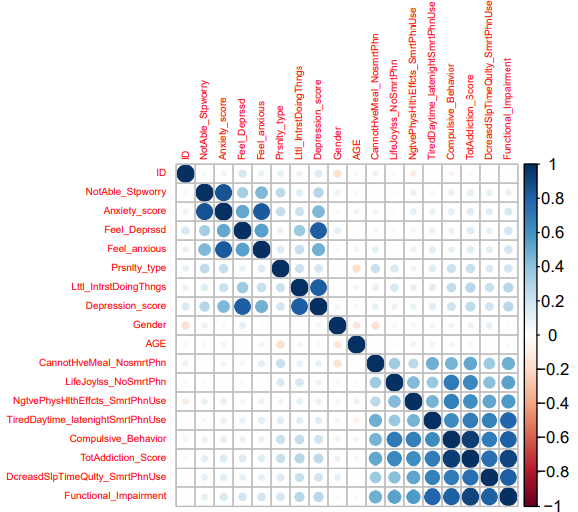 ID
NotAble_Stpworry
Anxiety_score
Feel_Deprssd
Feel_anxious
Prsnlty_type
Lttl_IntrstDoingThngs
Depression_score
Gender
AGE
CannotHveMeal_NosmrtPhn
LifeJoylss_NoSmrtPhn
NgtvePhysHlthEffcts_SmrtPhnUse
TiredDaytime_latenightSmrtPhnUse
Compulsive_Behavior
TotAddiction_Score
DcreasdSlpTimeQulty_SmrtPhnUse
Functional_Impairment
ID
NotAble_Stpworry
Anxiety_score
Feel_Deprssd
Feel_anxious
Prsnlty_type
Lttl_IntrstDoingThngs
Depression_score
Gender
AGE
CannotHveMeal_NosmrtPhn
LifeJoylss_NoSmrtPhn
NgtvePhysHlthEffcts_SmrtPhnUse
TiredDaytime_latenightSmrtPhnUse
Compulsive_Behavior
TotAddiction_Score
DcreasdSlpTimeQulty_SmrtPhnUse
Functional_Impairment
1
0.8
0.6
0.4
0.2
0
−0.2
−0.4
−0.6
−0.8
−1